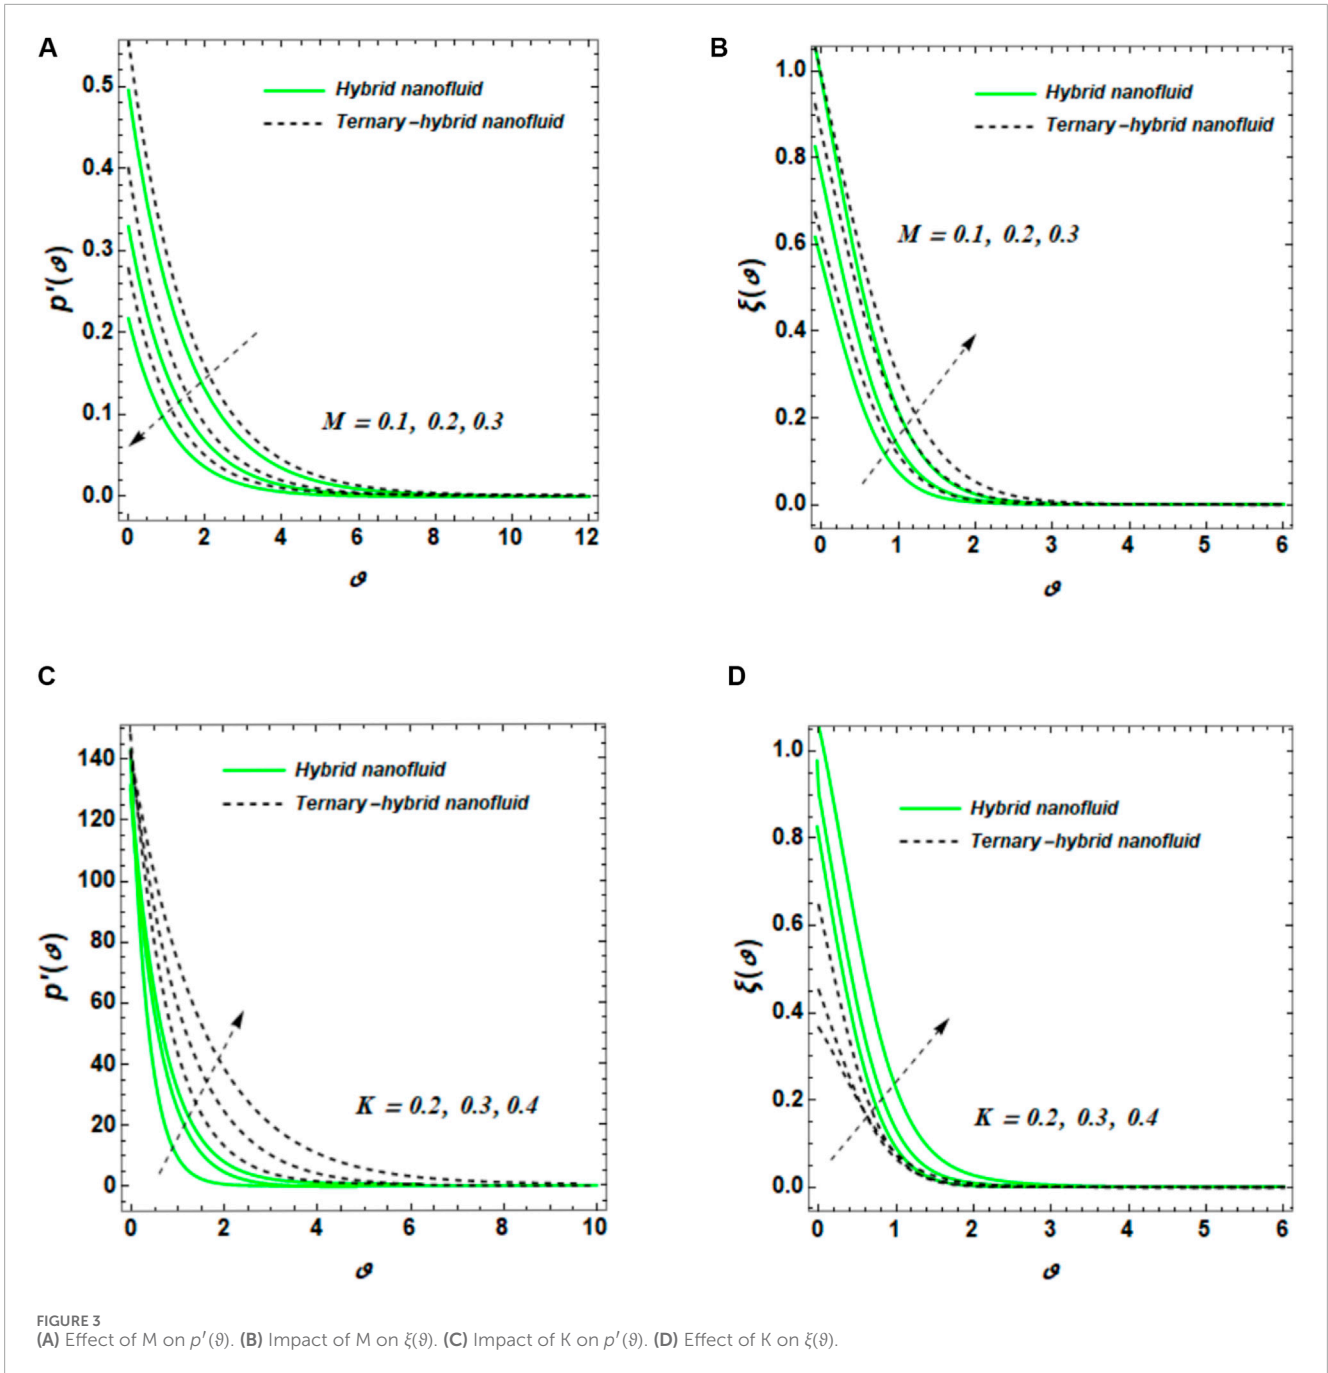 A
0.5
0.4
0.3
0.2
0.1
0.0
p'(ϑ)
Hybrid nanofluid
Ternary–hybrid nanofluid
M = 0.1, 0.2, 0.3
0 2 4 6 8 10 12
ϑ
B
1.0
0.8
0.6
0.4
0.2
0.0
ξ(ϑ)
Hybrid nanofluid
Ternary–hybrid nanofluid
M = 0.1, 0.2, 0.3
0 1 2 3 4 5 6
ϑ
C
140
120
100
80
60
40
20
0
p'(ϑ)
Hybrid nanofluid
Ternary–hybrid nanofluid
K = 0.2, 0.3, 0.4
0 2 4 6 8 10
ϑ
D
1.0
0.8
0.6
0.4
0.2
0.0
ξ(ϑ)
Hybrid nanofluid
Ternary–hybrid nanofluid
K = 0.2, 0.3, 0.4
0 1 2 3 4 5 6
ϑ
FIGURE 3
(A) Effect of M on p′(ϑ). (B) Impact of M on ξ(ϑ). (C) Impact of K on p′(ϑ). (D) Effect of K on ξ(ϑ).